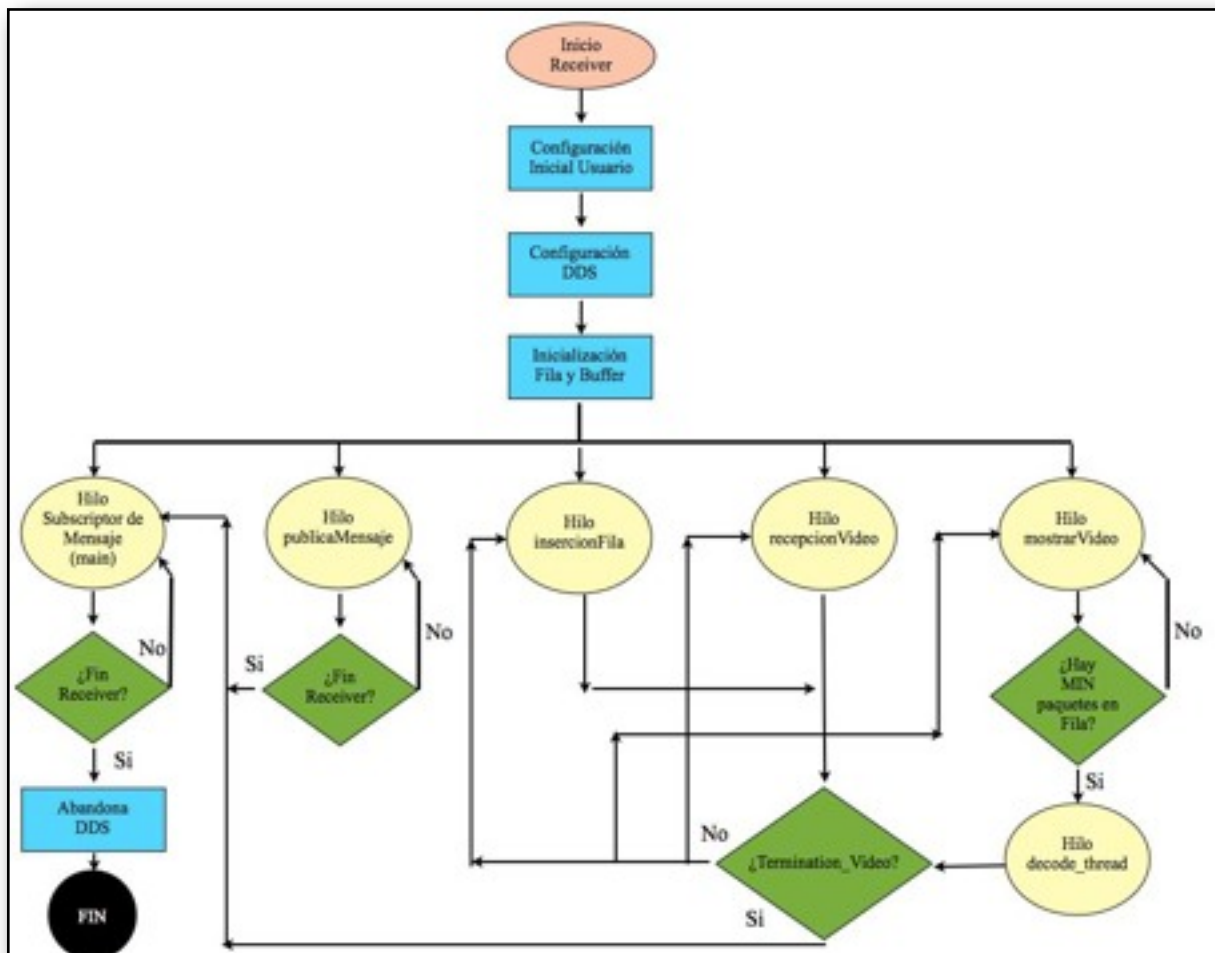 Inicio
Receiver
Configuración
Inicial Usuario
Configuración
DDS
Inicialización
Fila y Buffer
Hilo
Subscriptor de
Mensaje
(main)
Hilo
publicaMensaje
Hilo
insercionFila
Hilo
recepcionVideo
Hilo
mostrarVideo
¿Fin
Receiver?
No
Si
¿Fin
Receiver?
No
¿Hay
MIN
paquetes en
Fila?
No
Si
Si
Abandona
DDS
FIN
No
¿Termination_Video?
Si
Hilo
decode_thread